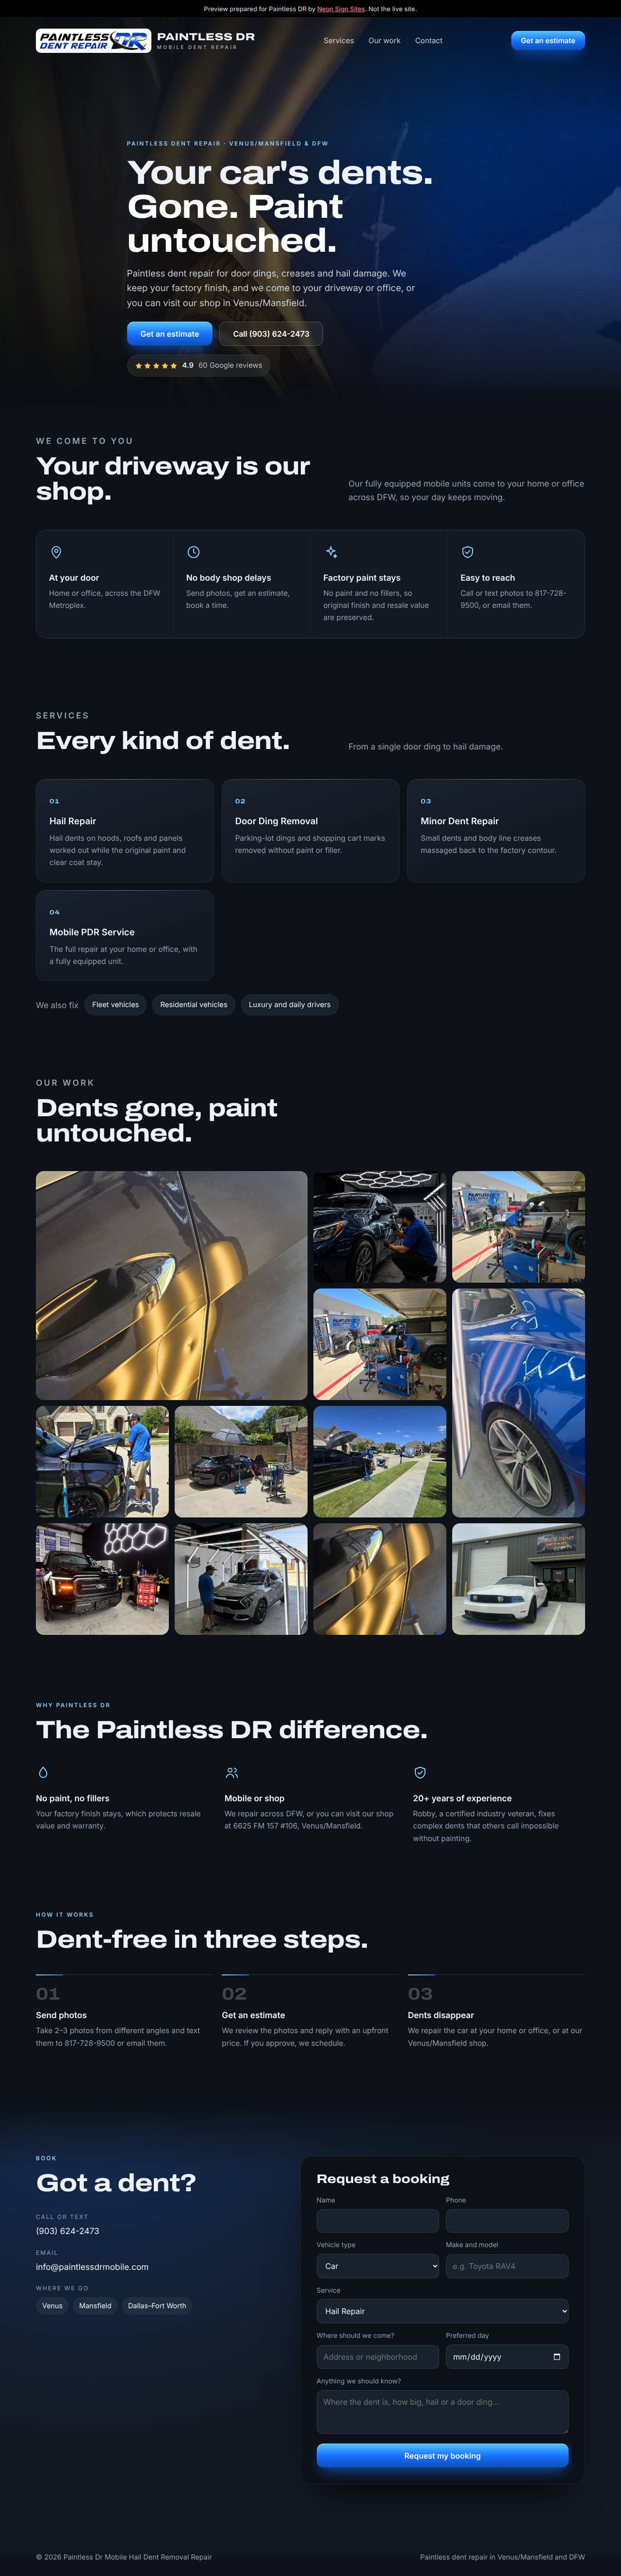 Preview prepared for Paintless DR by Neon Sign Sites. Not the live site.
PAINTLESS DR
DENT REPAIR
PAINTLESS DR
MOBILE DENT REPAIR
Services
Our work
Contact
Get an estimate
PAINTLESS DENT REPAIR · VENUS/MANSFIELD & DFW
Your car's dents.
Gone. Paint
untouched.
Paintless dent repair for door dings, creases and hail damage. We
keep your factory finish, and we come to your driveway or office, or
you can visit our shop in Venus/Mansfield.
Get an estimate
Call (903) 624-2473
4.9 60 Google reviews
WE COME TO YOU
Your driveway is our
shop.
Our fully equipped mobile units come to your home or office
across DFW, so your day keeps moving.
At your door
Home or office, across the DFW
Metroplex.
No body shop delays
Send photos, get an estimate,
book a time.
Factory paint stays
No paint and no fillers, so
original finish and resale value
are preserved.
Easy to reach
Call or text photos to 817-728-
9500, or email them.
SERVICES
Every kind of dent.
From a single door ding to hail damage.
01
Hail Repair
Hail dents on hoods, roofs and panels
worked out while the original paint and
clear coat stay.
02
Door Ding Removal
Parking-lot dings and shopping cart marks
removed without paint or filler.
03
Minor Dent Repair
Small dents and body line creases
massaged back to the factory contour.
04
Mobile PDR Service
The full repair at your home or office, with
a fully equipped unit.
We also fix
Fleet vehicles
Residential vehicles
Luxury and daily drivers
OUR WORK
Dents gone, paint
untouched.
WHY PAINTLESS DR
The Paintless DR difference.
No paint, no fillers
Your factory finish stays, which protects resale
value and warranty.
Mobile or shop
We repair across DFW, or you can visit our shop
at 6625 FM 157 #106, Venus/Mansfield.
20+ years of experience
Robby, a certified industry veteran, fixes
complex dents that others call impossible
without painting.
HOW IT WORKS
Dent-free in three steps.
01
Send photos
Take 2–3 photos from different angles and text
them to 817-728-9500 or email them.
02
Get an estimate
We review the photos and reply with an upfront
price. If you approve, we schedule.
03
Dents disappear
We repair the car at your home or office, or at our
Venus/Mansfield shop.
BOOK
Got a dent?
CALL OR TEXT
(903) 624-2473
EMAIL
info@paintlessdrmobile.com
WHERE WE GO
Venus
Mansfield
Dallas–Fort Worth
Request a booking
Name
Phone
Vehicle type
Make and model
Car
e.g. Toyota RAV4
Service
Hail Repair
Where should we come?
Preferred day
Address or neighborhood
mm/dd/yyyy
Anything we should know?
Where the dent is, how big, hail or a door ding...
Request my booking
© 2026 Paintless Dr Mobile Hail Dent Removal Repair
Paintless dent repair in Venus/Mansfield and DFW